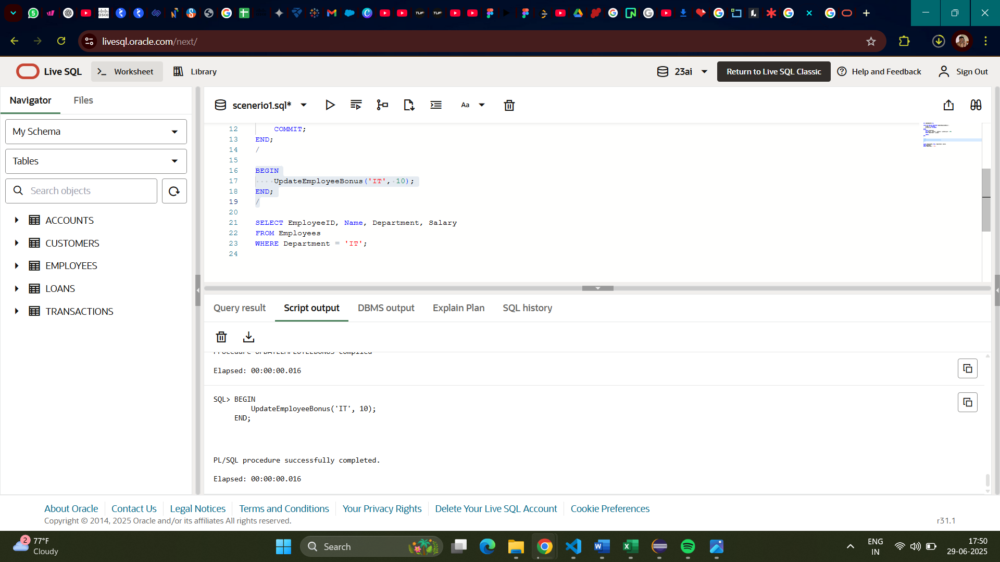 livesql.oracle.com/next/
Live SQL
Worksheet
Library
23ai
Return to Live SQL Classic
Help and Feedback
Sign Out
Navigator
Files
My Schema
Tables
Search objects
ACCOUNTS
CUSTOMERS
EMPLOYEES
LOANS
TRANSACTIONS
scenerio1.sql*
Aa
12 COMMIT;
13 END;
14 /
15
16 BEGIN
17 UpdateEmployeeBonus('IT', 10);
18 END;
19 /
20
21 SELECT EmployeeID, Name, Department, Salary
22 FROM Employees
23 WHERE Department = 'IT';
24
Query result
Script output
DBMS output
Explain Plan
SQL history
Procedure UPDATEEMPLOYEEBONUS compiled
Elapsed: 00:00:00.016
SQL> BEGIN
UpdateEmployeeBonus('IT', 10);
END;
PL/SQL procedure successfully completed.
Elapsed: 00:00:00.016
About Oracle
Contact Us
Legal Notices
Terms and Conditions
Your Privacy Rights
Delete Your Live SQL Account
Cookie Preferences
Copyright © 2014, 2025 Oracle and/or its affiliates All rights reserved.
r31.1
2
77°F
Cloudy
Search
ENG
IN
17:50
29-06-2025